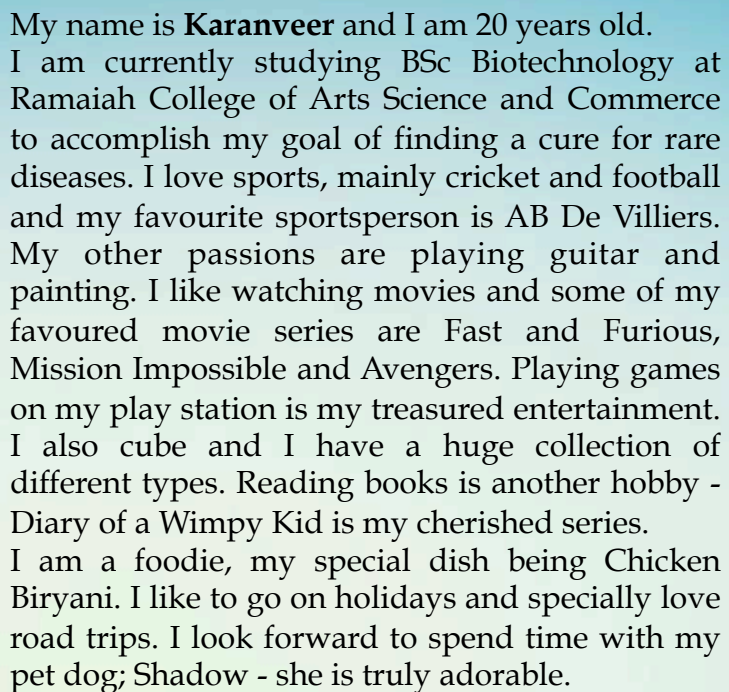 My name is Karanveer and I am 20 years old.
I am currently studying BSc Biotechnology at
Ramaiah College of Arts Science and Commerce
to accomplish my goal of finding a cure for rare
diseases. I love sports, mainly cricket and football
and my favourite sportsperson is AB De Villiers.
My other passions are playing guitar and
painting. I like watching movies and some of my
favoured movie series are Fast and Furious,
Mission Impossible and Avengers. Playing games
on my play station is my treasured entertainment.
I also cube and I have a huge collection of
different types. Reading books is another hobby -
Diary of a Wimpy Kid is my cherished series.
I am a foodie, my special dish being Chicken
Biryani. I like to go on holidays and specially love
road trips. I look forward to spend time with my
pet dog; Shadow - she is truly adorable.